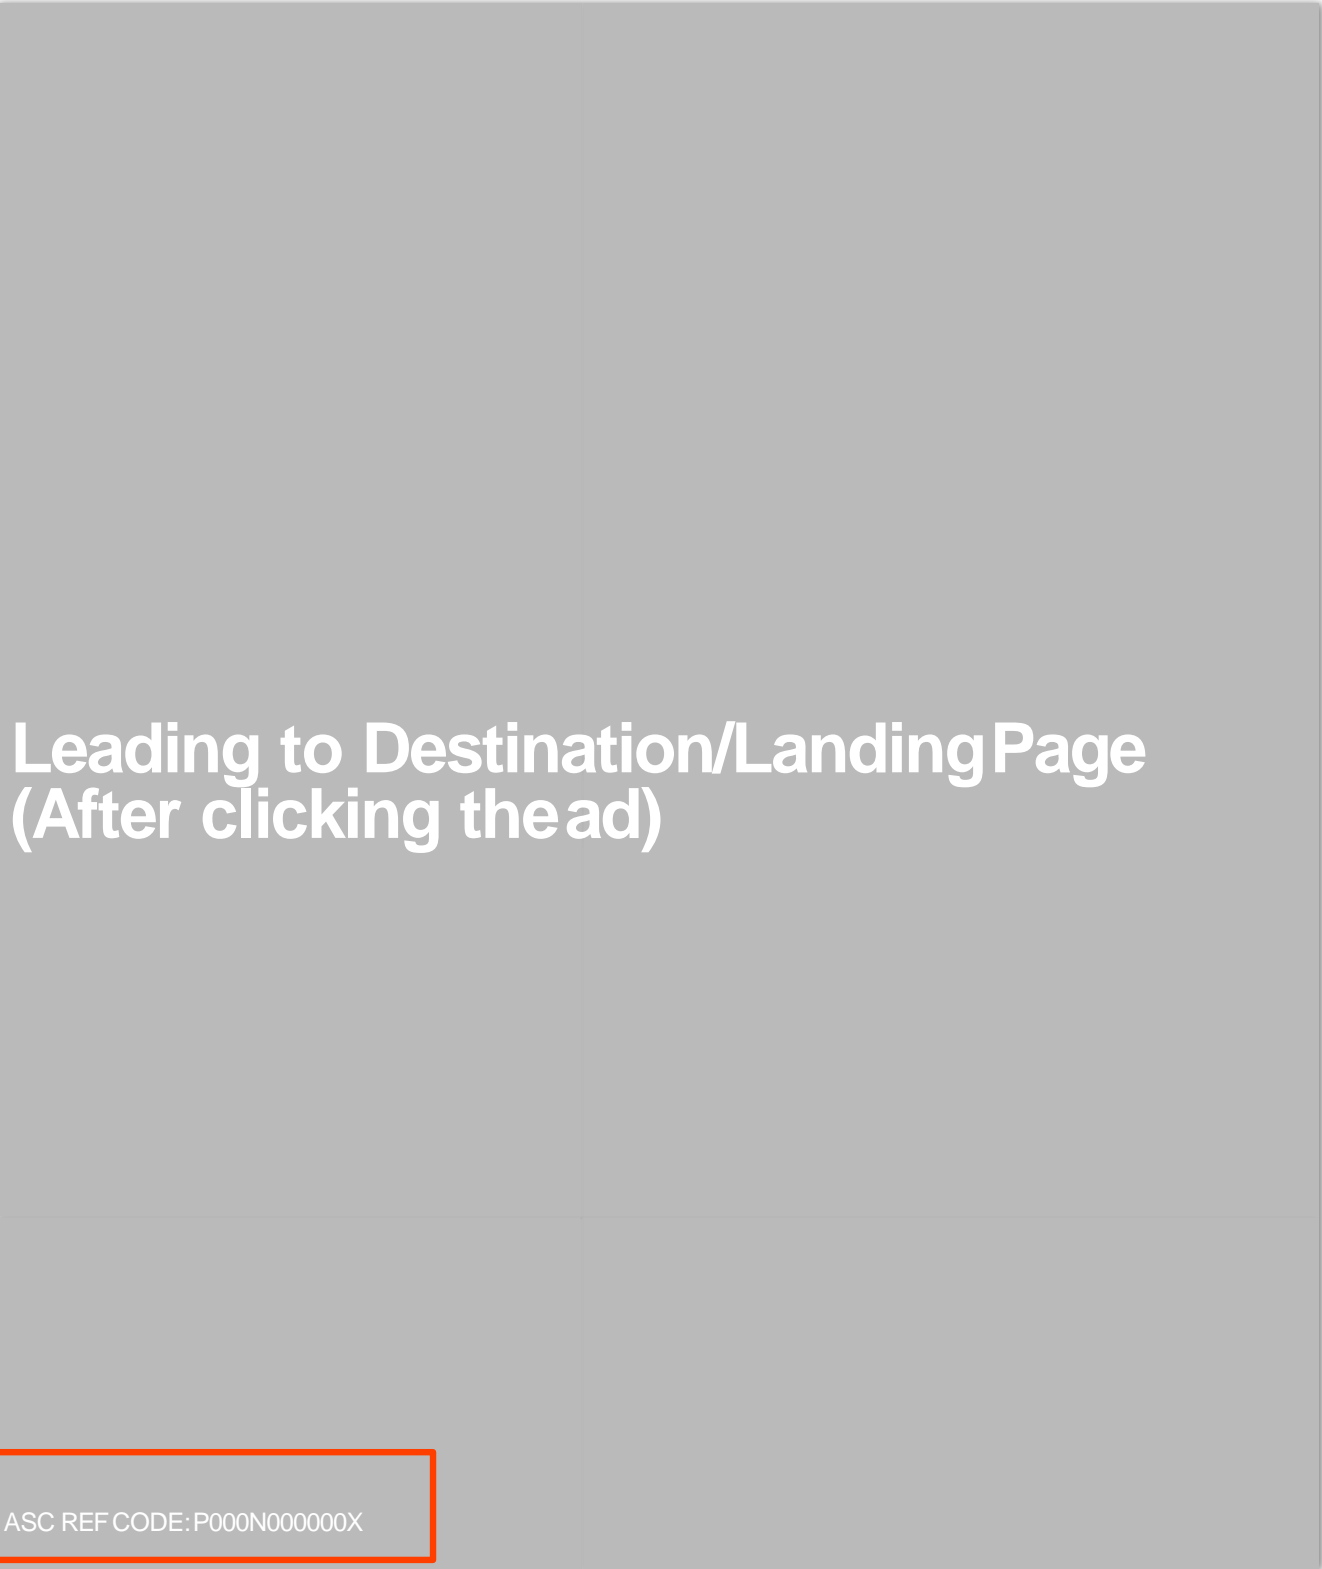 Leading to Destination/Landing Page
(After clicking the ad)
ASC REF CODE: P000N000000X